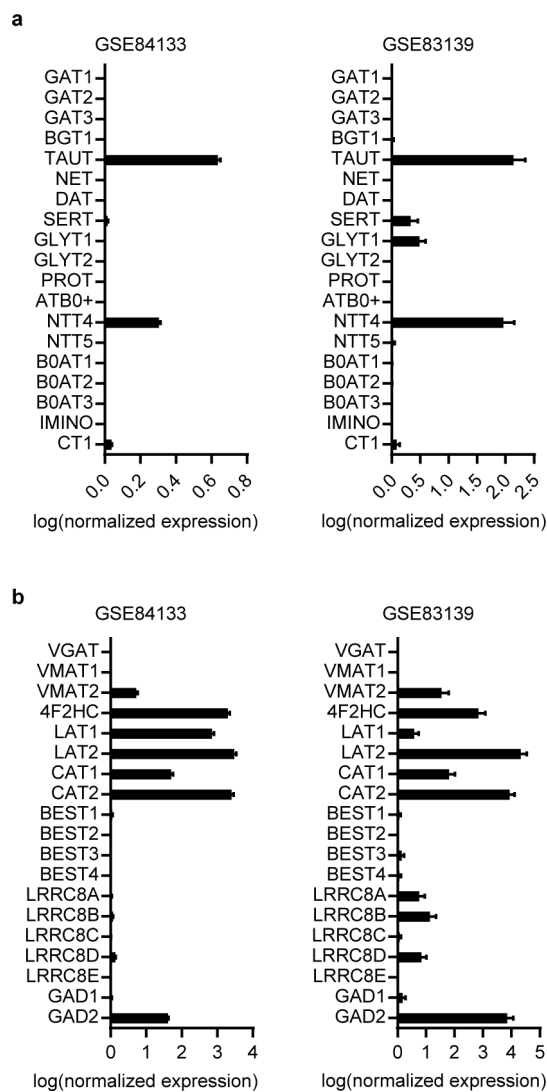 a
GSE84133
GAT1
GAT2
GAT3
BGT1
TAUT
NET
DAT
SERT
GLYT1
GLYT2
PROT
ATB0+
NTT4
NTT5
B0AT1
B0AT2
B0AT3
IMINO
CT1
0.0 0.2 0.4 0.6 0.8
log(normalized expression)
GSE83139
GAT1
GAT2
GAT3
BGT1
TAUT
NET
DAT
SERT
GLYT1
GLYT2
PROT
ATB0+
NTT4
NTT5
B0AT1
B0AT2
B0AT3
IMINO
CT1
0.0 0.5 1.0 1.5 2.0 2.5
log(normalized expression)
b
GSE84133
VGAT
VMAT1
VMAT2
4F2HC
LAT1
LAT2
CAT1
CAT2
BEST1
BEST2
BEST3
BEST4
LRRC8A
LRRC8B
LRRC8C
LRRC8D
LRRC8E
GAD1
GAD2
0 1 2 3 4
log(normalized expression)
GSE83139
VGAT
VMAT1
VMAT2
4F2HC
LAT1
LAT2
CAT1
CAT2
BEST1
BEST2
BEST3
BEST4
LRRC8A
LRRC8B
LRRC8C
LRRC8D
LRRC8E
GAD1
GAD2
0 1 2 3 4 5
log(normalized expression)